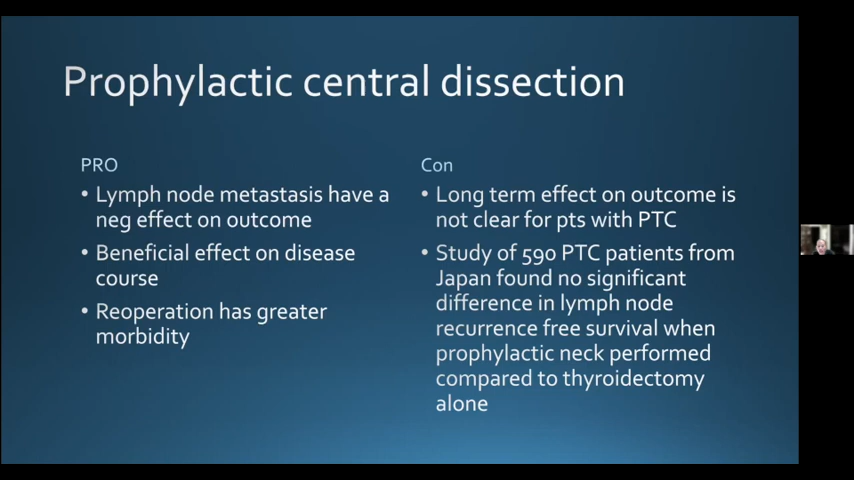 Prophylactic central dissection
PRO
• Lymph node metastasis have a
neg effect on outcome
• Beneficial effect on disease
course
• Reoperation has greater
morbidity
Con
• Long term effect on outcome is
not clear for pts with PTC
• Study of 590 PTC patients from
Japan found no significant
difference in lymph node
recurrence free survival when
prophylactic neck performed
compared to thyroidectomy
alone